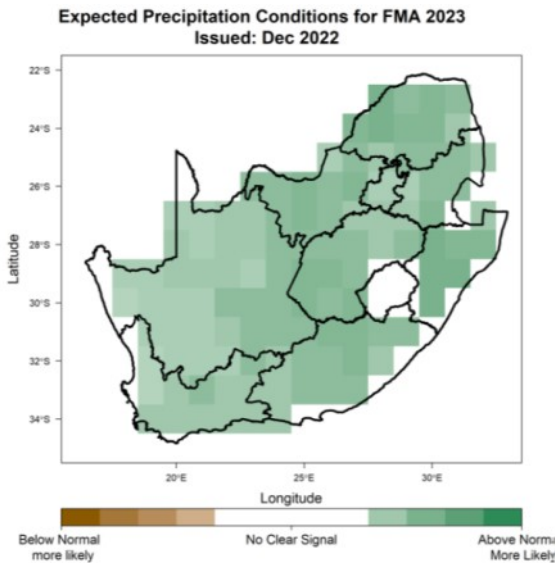 Expected Precipitation Conditions for FMA 2023
Issued: Dec 2022
22°S
24°S
26°S
28°S
30°S
32°S
34°S
Latitude
20°E
25°E
30°E
Longitude
Below Normal
more likely
No Clear Signal
Above Norma
More Likely